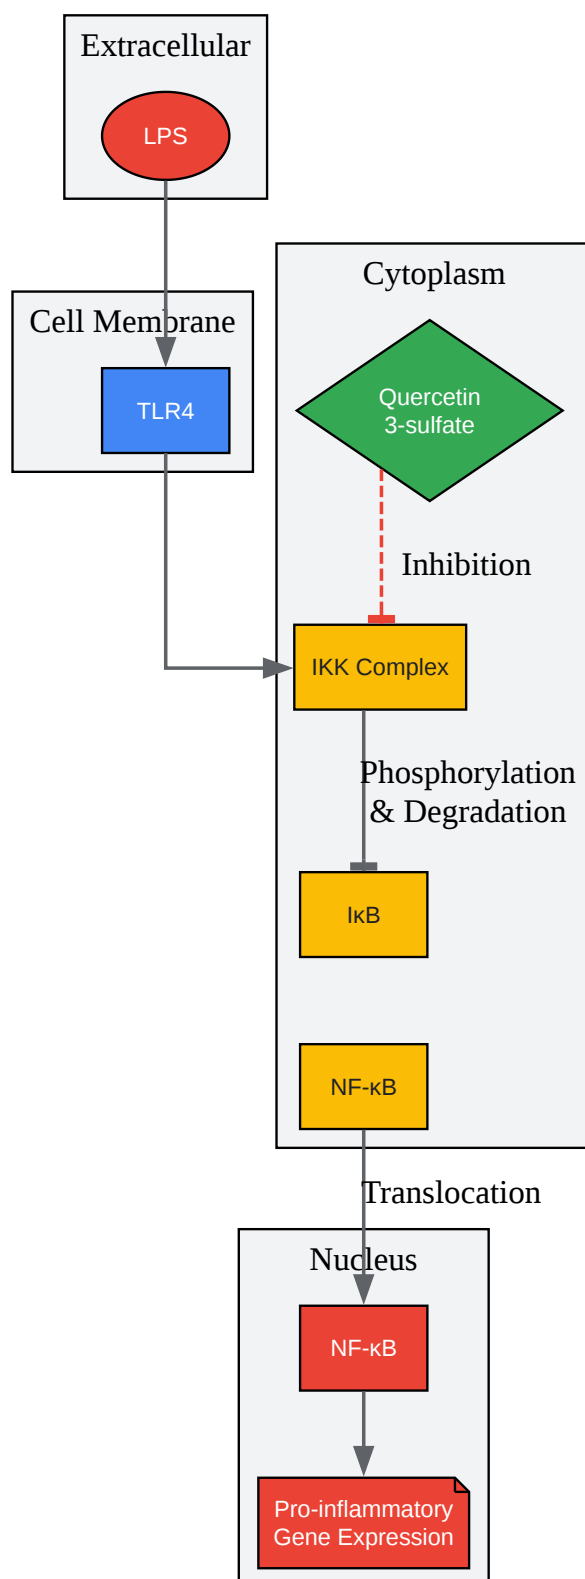 Extracellular
LPS
Cell Membrane
TLR4
Cytoplasm
Quercetin
3-sulfate
Inhibition
IKK Complex
Phosphorylation
& Degradation
IκB
NF-κB
Translocation
Nucleus
NF-κB
Pro-inflammatory
Gene Expression